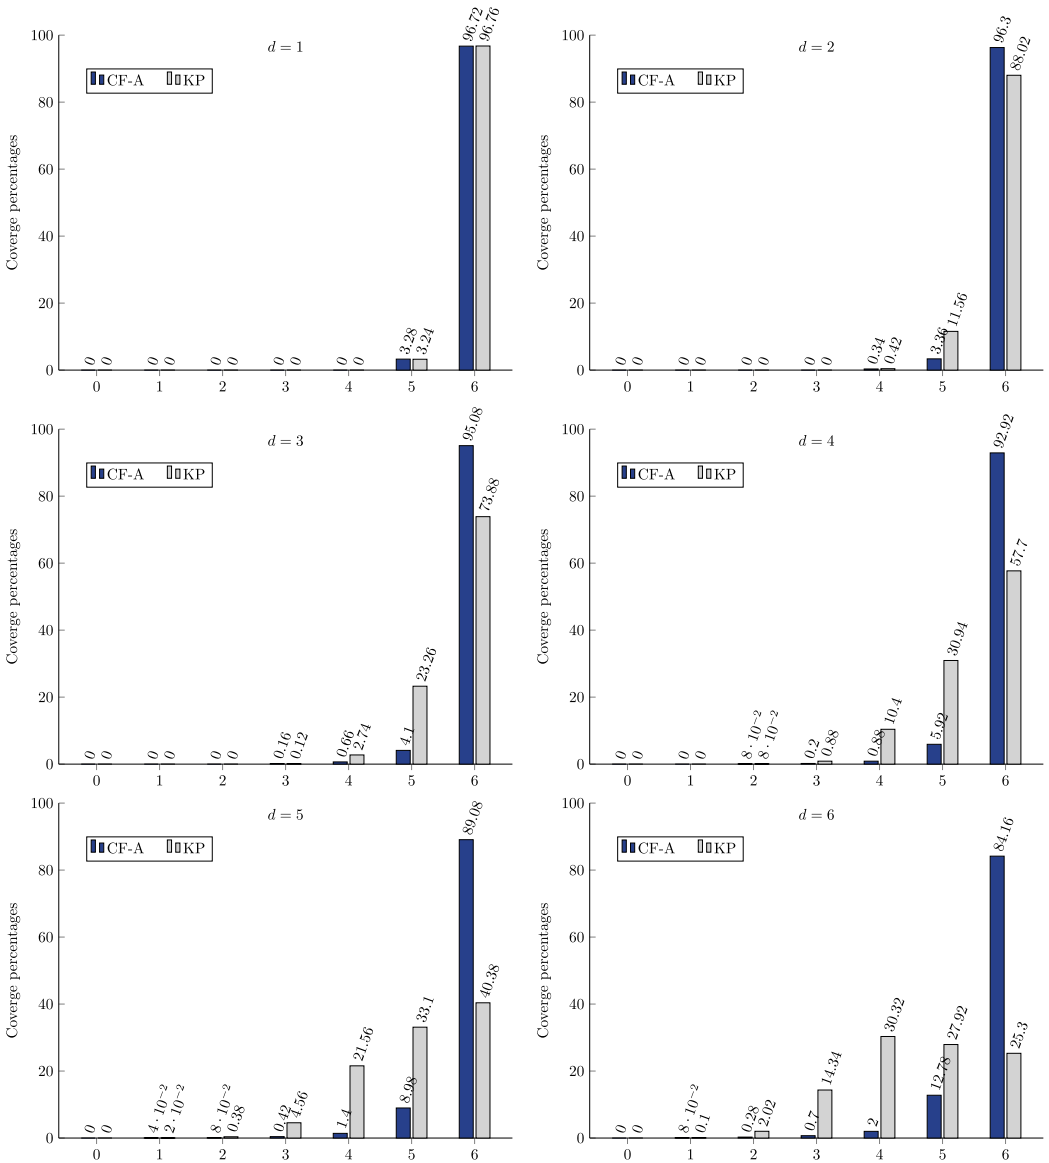 d = 1
CF-A KP
Coverge percentages
100
80
60
40
20
0
0 0 0 0 0 0 0 0 0 0 3.28 3.24 96.72 96.76
0 1 2 3 4 5 6
d = 2
CF-A KP
Coverge percentages
100
80
60
40
20
0
0 0 0 0 0 0 0 0 0.34 0.42 3.36 11.56 96.3 88.02
0 1 2 3 4 5 6
d = 3
CF-A KP
Coverge percentages
100
80
60
40
20
0
0 0 0 0 0 0 0.16 0.12 0.66 2.74 4.1 23.26 95.08 73.88
0 1 2 3 4 5 6
d = 4
CF-A KP
Coverge percentages
100
80
60
40
20
0
0 0 0 0 8 · 10⁻² 8 · 10⁻² 0.2 0.88 0.88 10.4 5.92 30.94 92.92 57.7
0 1 2 3 4 5 6
d = 5
CF-A KP
Coverge percentages
100
80
60
40
20
0
0 0 4 · 10⁻² 2 · 10⁻² 8 · 10⁻² 0.38 0.42 4.56 1.4 21.56 8.98 33.1 89.08 40.38
0 1 2 3 4 5 6
d = 6
CF-A KP
Coverge percentages
100
80
60
40
20
0
0 0 8 · 10⁻² 0.1 0.28 2.02 0.7 14.34 2 30.32 12.78 27.92 84.16 25.3
0 1 2 3 4 5 6